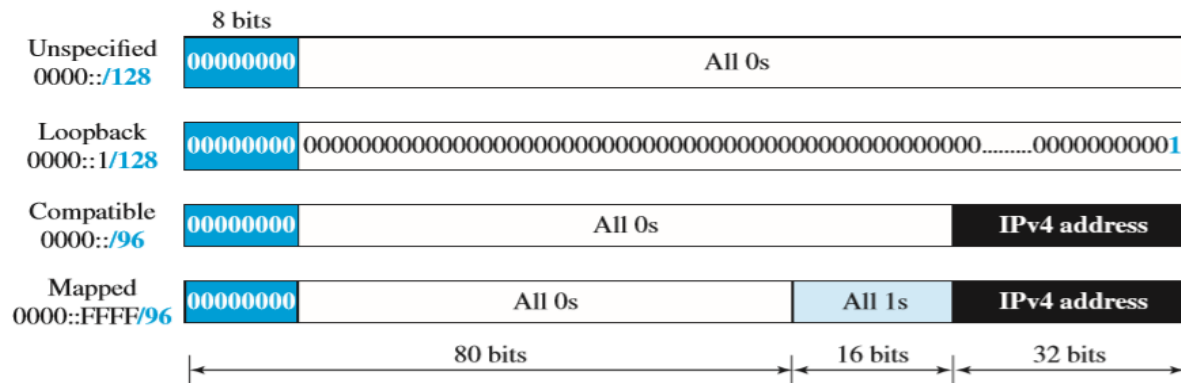 8 bits
Unspecified
0000::/128
00000000
All 0s
Loopback
0000::1/128
00000000
00000000000000000000000000000000000000000000000000.........00000000001
Compatible
0000::/96
00000000
All 0s
IPv4 address
Mapped
0000::FFFF/96
00000000
All 0s
All 1s
IPv4 address
80 bits
16 bits
32 bits